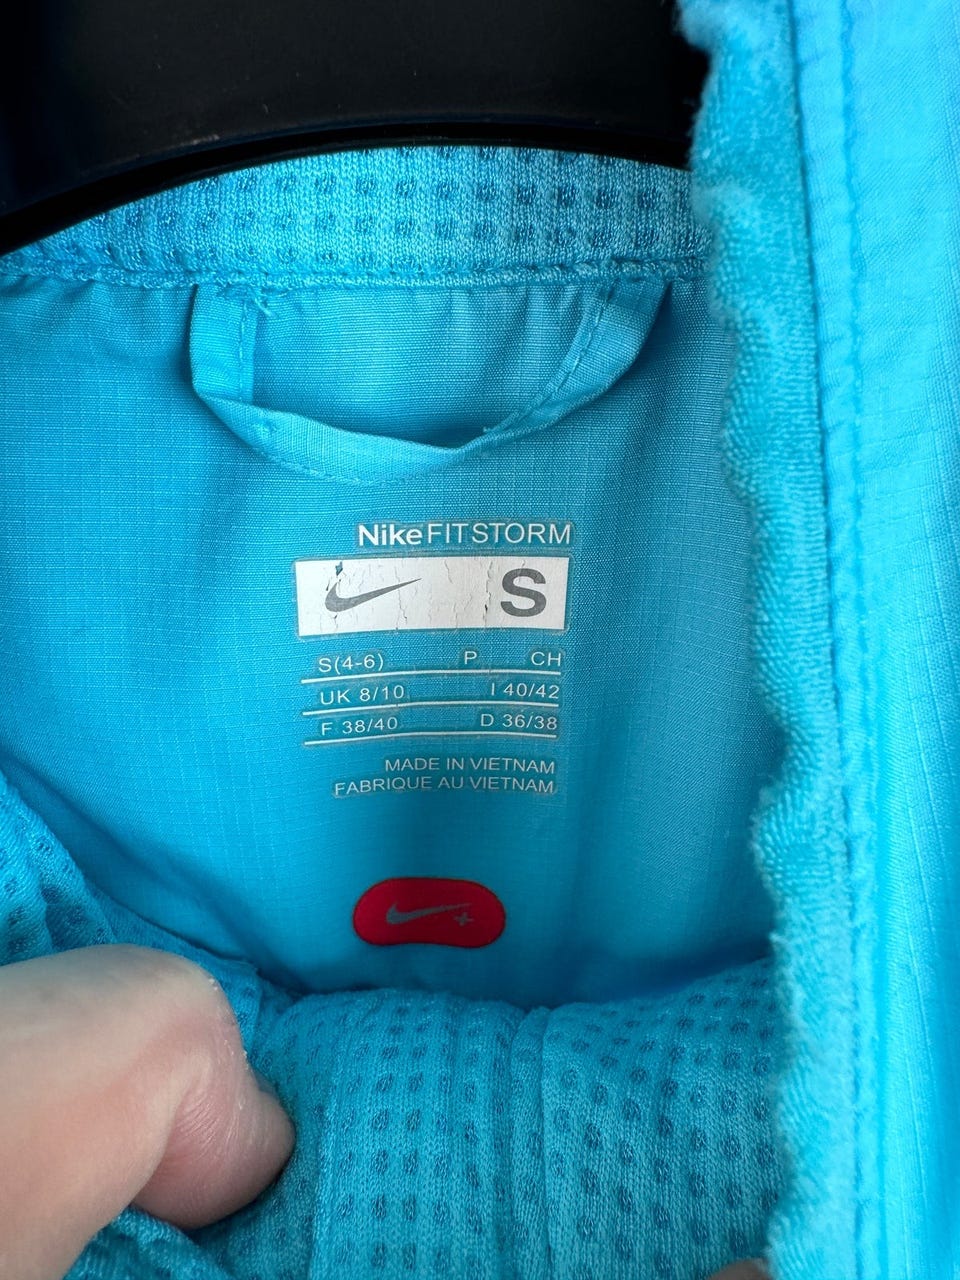 NikeFITSTORM
S
S(4-6) P CH
UK 8/10 I 40/42
F 38/40 D 36/38
MADE IN VIETNAM
FABRIQUE AU VIETNAM
+